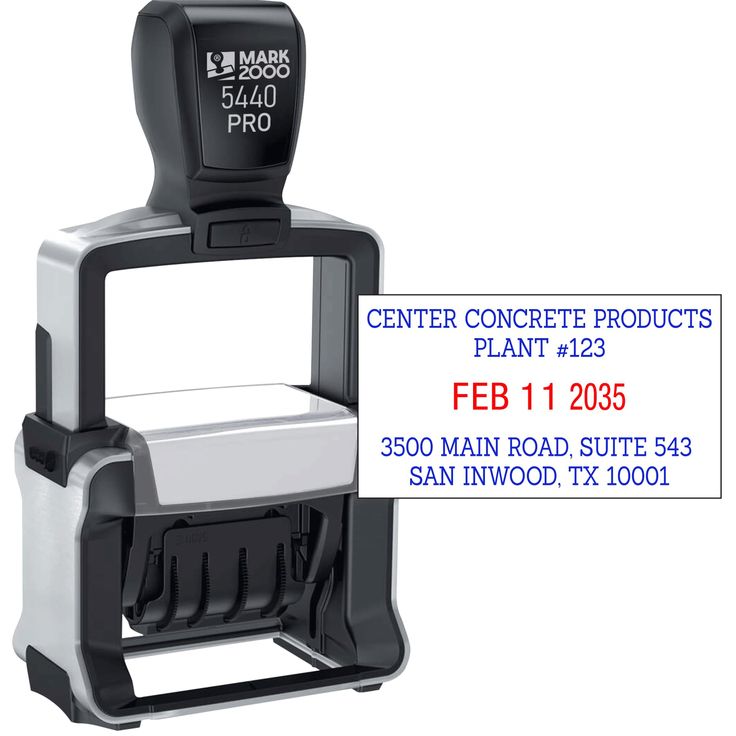 MARK
2000
5440
PRO
CENTER CONCRETE PRODUCTS
PLANT #123
FEB 11 2035
3500 MAIN ROAD, SUITE 543
SAN INWOOD, TX 10001